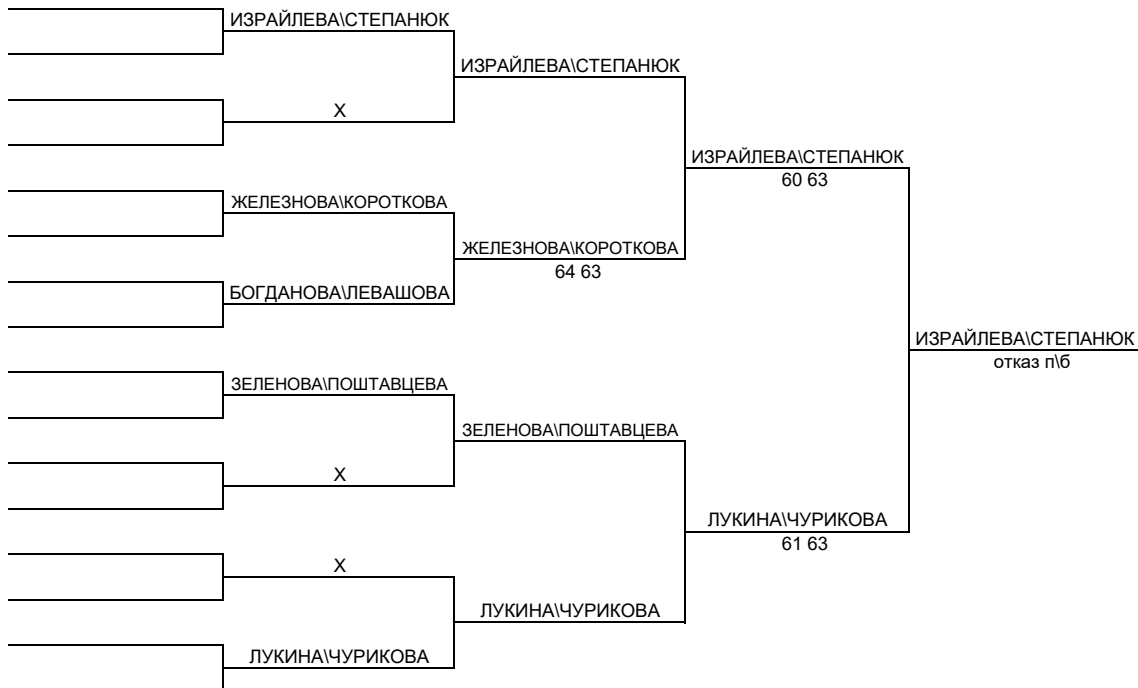 ИЗРАЙЛЕВА\СТЕПАНЮК
ИЗРАЙЛЕВА\СТЕПАНЮК
Х
ИЗРАЙЛЕВА\СТЕПАНЮК
60 63
ЖЕЛЕЗНОВА\КОРОТКОВА
ЖЕЛЕЗНОВА\КОРОТКОВА
64 63
БОГДАНОВА\ЛЕВАШОВА
ИЗРАЙЛЕВА\СТЕПАНЮК
отказ п\б
ЗЕЛЕНОВА\ПОШТАВЦЕВА
ЗЕЛЕНОВА\ПОШТАВЦЕВА
Х
ЛУКИНА\ЧУРИКОВА
61 63
Х
ЛУКИНА\ЧУРИКОВА
ЛУКИНА\ЧУРИКОВА